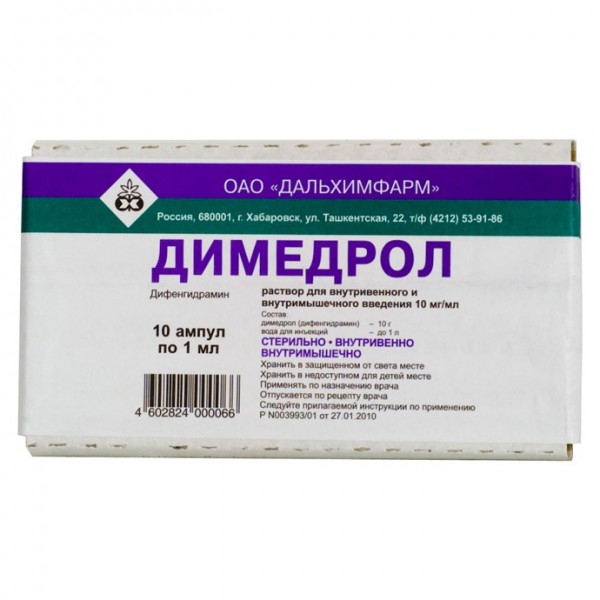 ОАО «ДАЛЬХИМФАРМ»
Россия, 680001, г. Хабаровск, ул. Ташкентская, 22, т/ф (4212) 53-91-86
ДИМЕДРОЛ
Дифенгидрамин
раствор для внутривенного и
внутримышечного введения 10 мг/мл
10 ампул
по 1 мл
Состав:
димедрол (дифенгидрамин) – 10 г
вода для инъекций – до 1 л
СТЕРИЛЬНО • ВНУТРИВЕННО
ВНУТРИМЫШЕЧНО
Хранить в защищенном от света месте
Хранить в недоступном для детей месте
Применять по назначению врача
Отпускается по рецепту врача
Следуйте прилагаемой инструкции по применению
Р N003993/01 от 27.01.2010
4 602824 000066